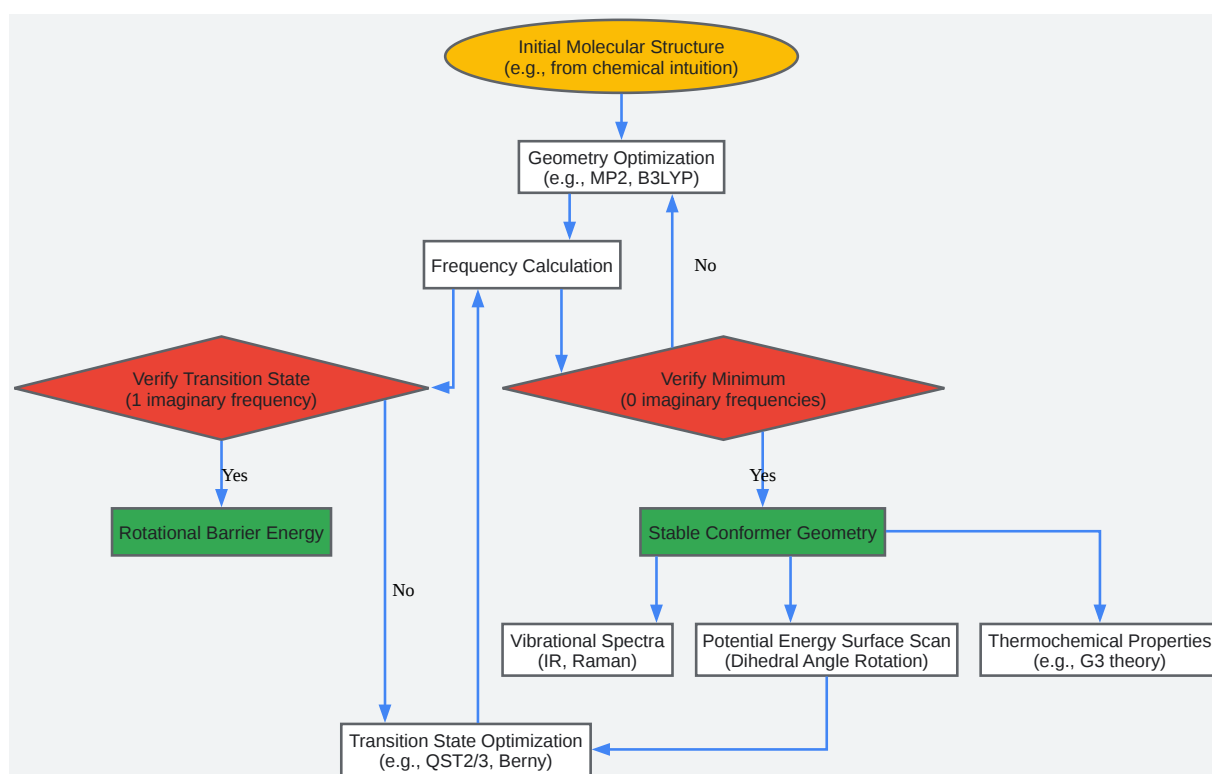 Initial Molecular Structure
(e.g., from chemical intuition)
Geometry Optimization
(e.g., MP2, B3LYP)
Frequency Calculation
No
Verify Transition State
(1 imaginary frequency)
Verify Minimum
(0 imaginary frequencies)
Yes
Yes
Rotational Barrier Energy
Stable Conformer Geometry
No
Vibrational Spectra
(IR, Raman)
Potential Energy Surface Scan
(Dihedral Angle Rotation)
Thermochemical Properties
(e.g., G3 theory)
Transition State Optimization
(e.g., QST2/3, Berny)